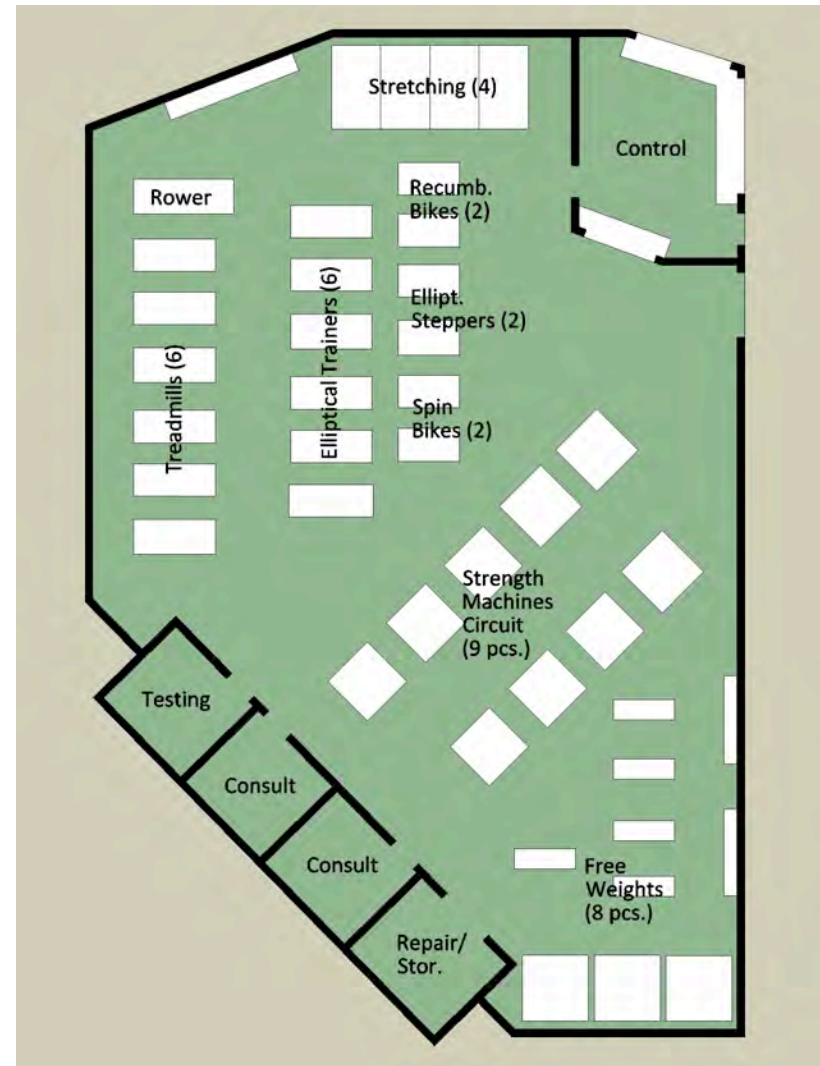 Stretching (4)
Control
Rower
Recumb.
Bikes (2)
Treadmills (6)
Elliptical Trainers (6)
Ellipt.
Steppers (2)
Spin
Bikes (2)
Strength
Machines
Circuit
(9 pcs.)
Testing
Consult
Consult
Repair/
Stor.
Free
Weights
(8 pcs.)